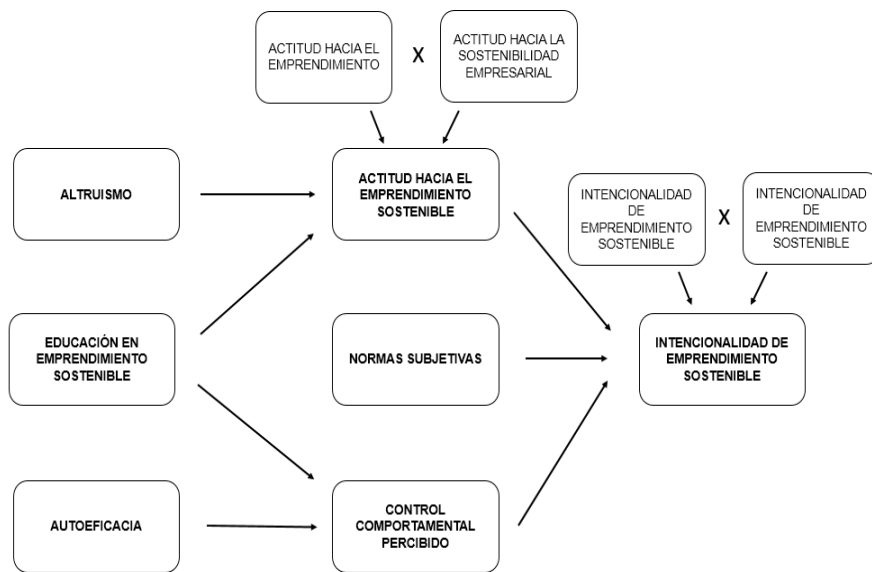 ACTITUD HACIA EL
EMPRENDIMIENTO
X
ACTITUD HACIA LA
SOSTENIBILIDAD
EMPRESARIAL
ALTRUISMO
ACTITUD HACIA EL
EMPRENDIMIENTO
SOSTENIBLE
INTENCIONALIDAD
DE
EMPRENDIMIENTO
SOSTENIBLE
X
INTENCIONALIDAD
DE
EMPRENDIMIENTO
SOSTENIBLE
EDUCACIÓN EN
EMPRENDIMIENTO
SOSTENIBLE
NORMAS SUBJETIVAS
INTENCIONALIDAD DE
EMPRENDIMIENTO
SOSTENIBLE
AUTOEFICACIA
CONTROL
COMPORTAMENTAL
PERCIBIDO